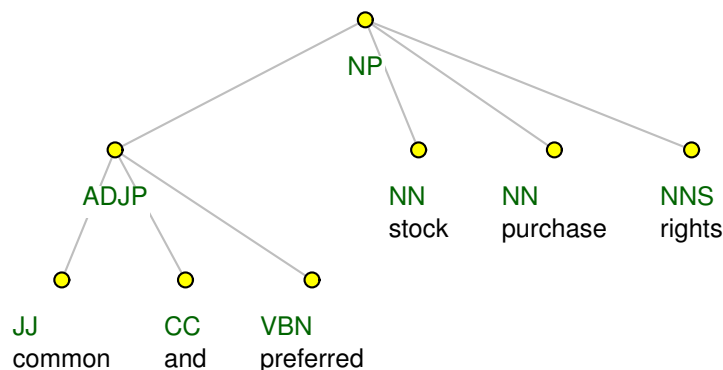 NP
ADJP NN NN NNS
stock purchase rights
JJ CC VBN
common and preferred